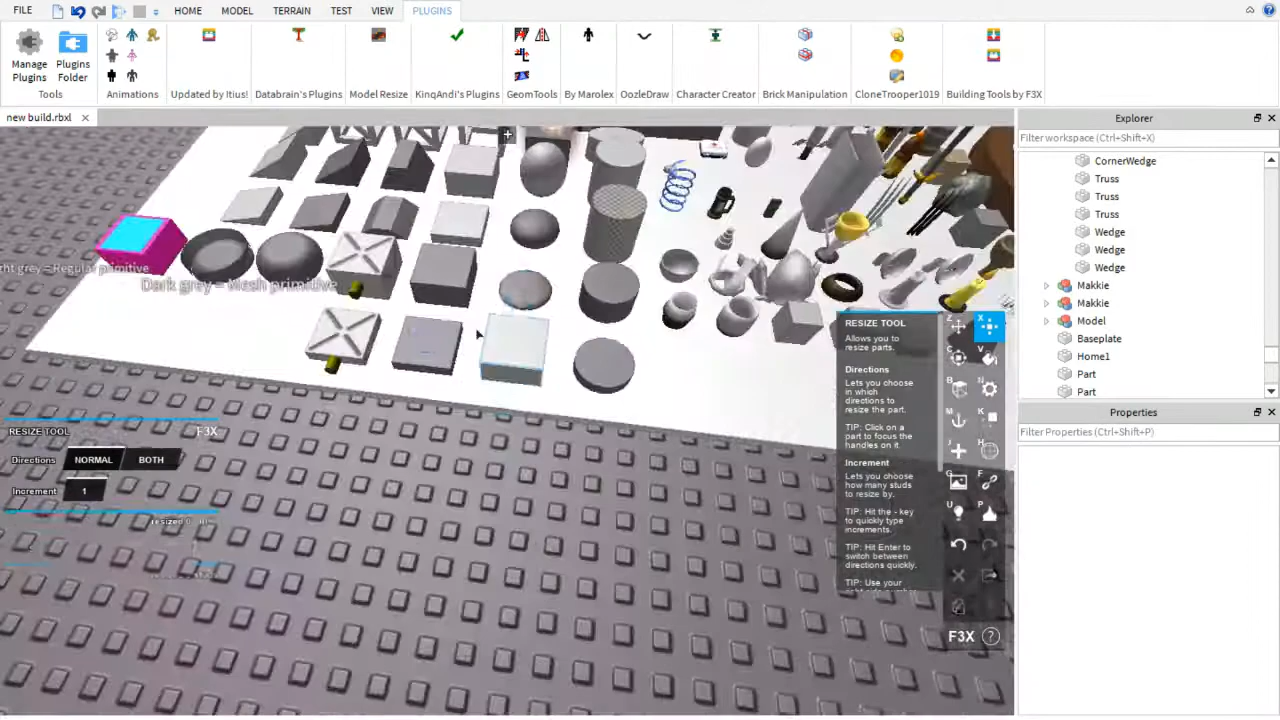 FILE
HOME
MODEL
TERRAIN
TEST
VIEW
PLUGINS
Manage
Plugins
Plugins
Folder
Tools
Animations
Updated by Itius!
Databrain's Plugins
Model Resize
KinqAndi's Plugins
GeomTools
By Marolex
OozleDraw
Character Creator
Brick Manipulation
CloneTrooper1019
Building Tools by F3X
new build.rbxl
Explorer
Filter workspace (Ctrl+Shift+X)
CornerWedge
Truss
Truss
Truss
Wedge
Wedge
Wedge
Makkie
Makkie
Model
Baseplate
Home1
Part
Part
Properties
Filter Properties (Ctrl+Shift+P)
ht grey = Regular primitive
Dark grey = Mesh primitive
RESIZE TOOL
F3X
Directions
NORMAL
BOTH
Increment
1
resized 0
RESIZE TOOL
Allows you to
resize parts.
Directions
Lets you choose
in which
directions to
resize the part.
TIP: Click on a
part to focus the
handles on it.
Increment
Lets you choose
how many studs
to resize by.
TIP: Hit the - key
to quickly type
increments.
TIP: Hit Enter to
switch between
directions quickly.
TIP: Use your
Z
X
C
V
B
N
M
K
J
H
G
F
U
P
F3X